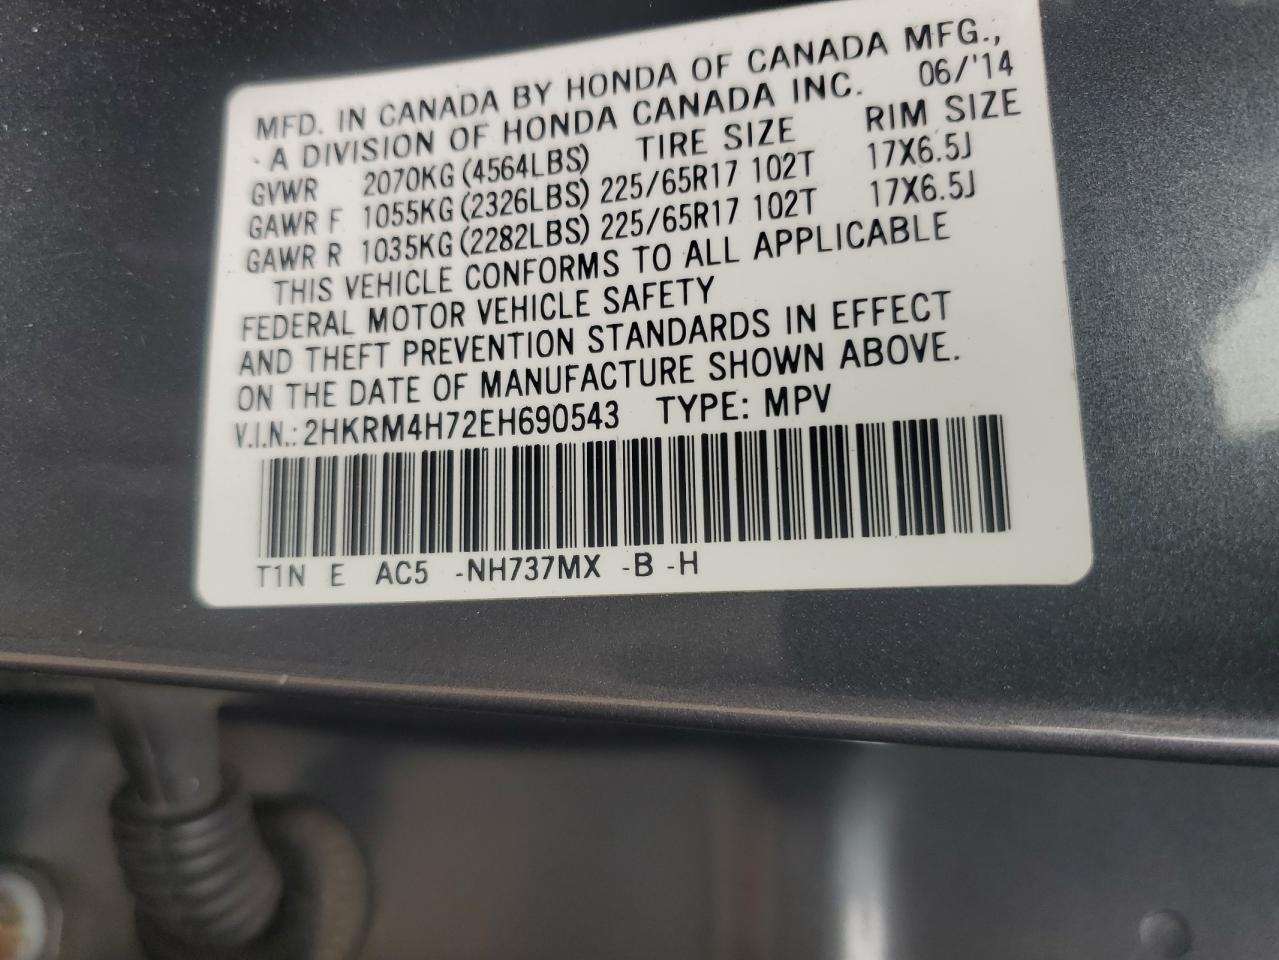 MFD. IN CANADA BY HONDA OF CANADA MFG.,
A DIVISION OF HONDA CANADA INC. 06/'14
GVWR 2070KG (4564LBS) TIRE SIZE RIM SIZE
GAWR F 1055KG (2326LBS) 225/65R17 102T 17X6.5J
GAWR R 1035KG (2282LBS) 225/65R17 102T 17X6.5J
THIS VEHICLE CONFORMS TO ALL APPLICABLE
FEDERAL MOTOR VEHICLE SAFETY
AND THEFT PREVENTION STANDARDS IN EFFECT
ON THE DATE OF MANUFACTURE SHOWN ABOVE.
V.I.N.: 2HKRM4H72EH690543 TYPE: MPV
T1N E AC5 -NH737MX -B -H